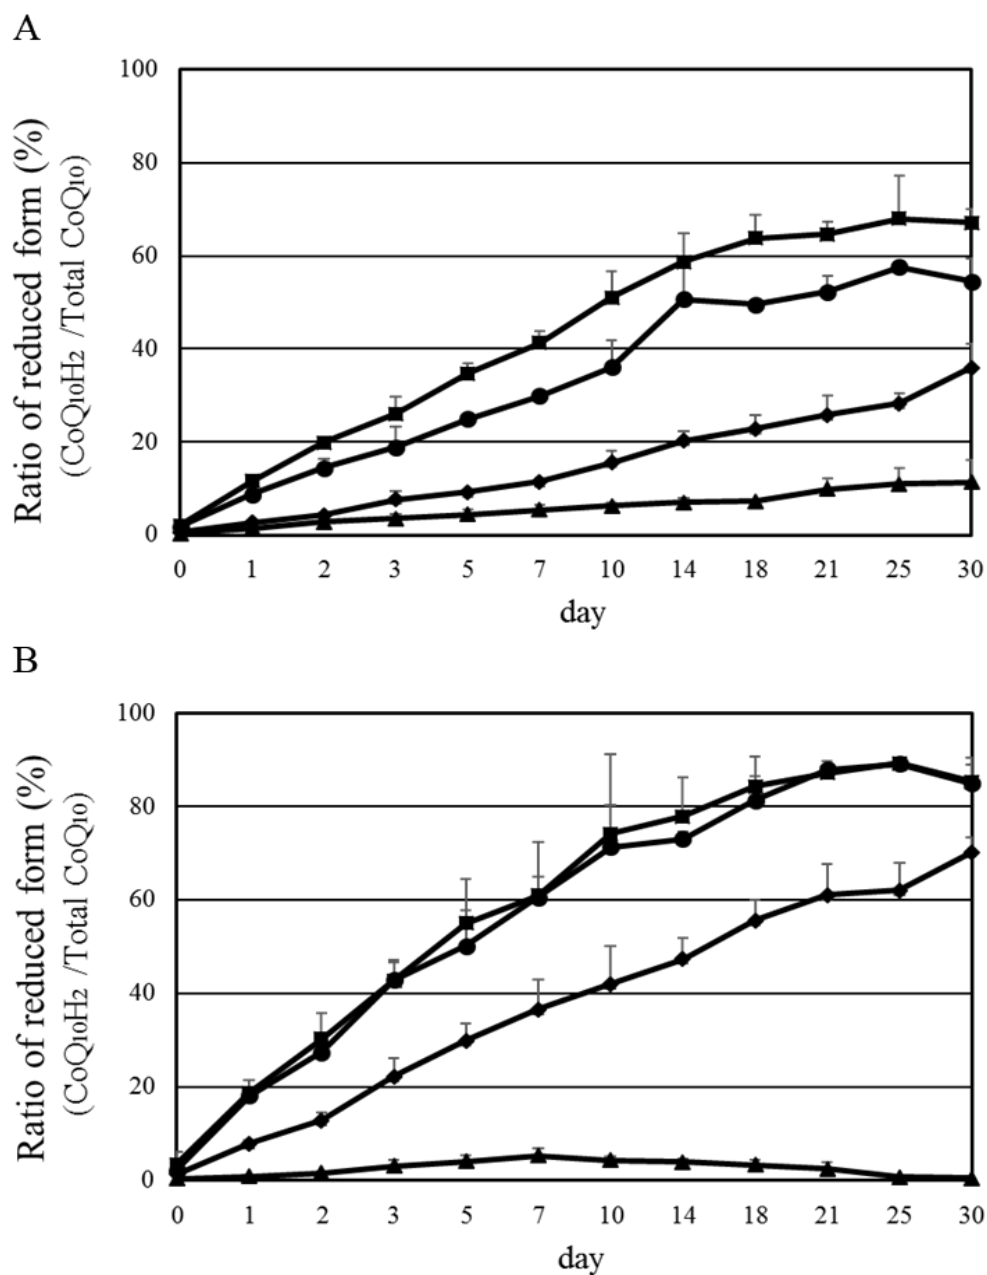 A
100
80
60
40
20
0
Ratio of reduced form (%)
(CoQ₁₀H₂ /Total CoQ₁₀)
0 1 2 3 5 7 10 14 18 21 25 30
day
B
100
80
60
40
20
0
Ratio of reduced form (%)
(CoQ₁₀H₂ /Total CoQ₁₀)
0 1 2 3 5 7 10 14 18 21 25 30
day